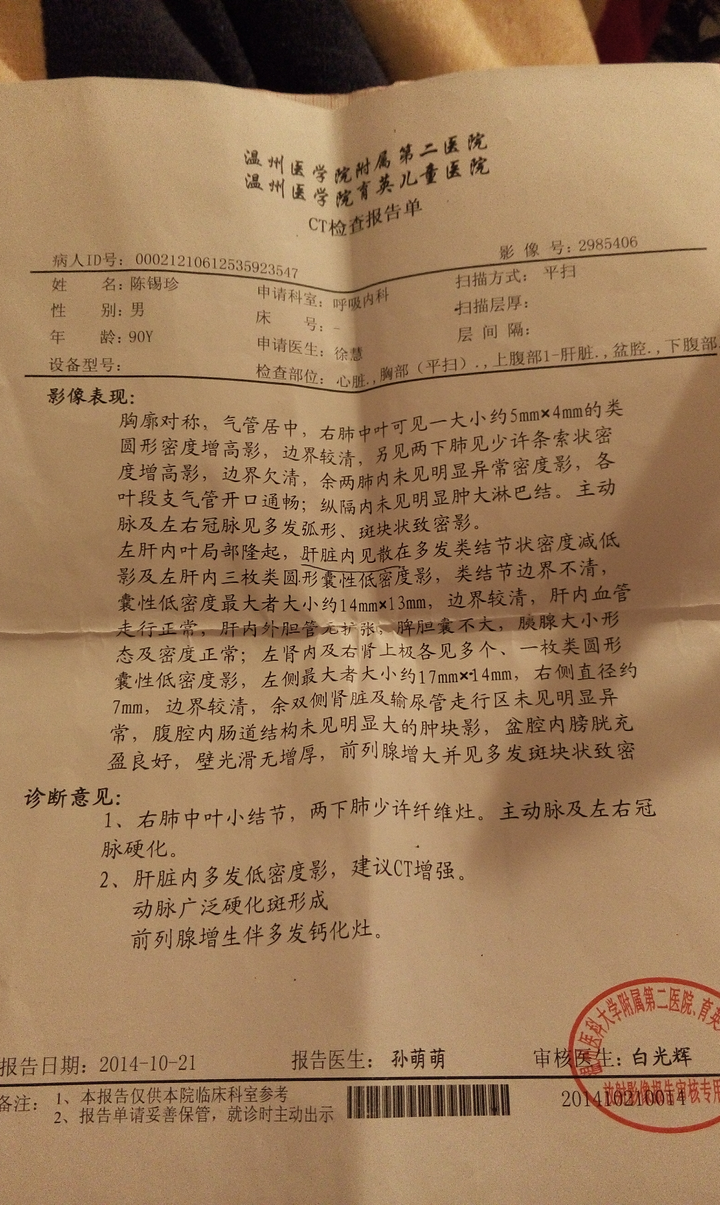 温州医学院附属第二医院
温州医学院育英儿童医院
CT检查报告单
病人ID号: 00021210612535923547 影像号: 2985406
姓 名: 陈锡珍 申请科室: 呼吸内科 扫描方式: 平扫
性 别: 男 床 号: - 扫描层厚:
年 龄: 90Y 申请医生: 徐慧 层间隔:
设备型号: 检查部位: 心脏.,胸部(平扫).,上腹部1-肝脏.,盆腔.,下腹部
影像表现:
胸廓对称，气管居中，右肺中叶可见一大小约5mm×4mm的类
圆形密度增高影，边界较清，另见两下肺见少许条索状密
度增高影，边界欠清，余两肺内未见明显异常密度影，各
叶段支气管开口通畅；纵隔内未见明显肿大淋巴结。主动
脉及左右冠脉见多发弧形、斑块状致密影。
左肝内叶局部隆起，肝脏内见散在多发类结节状密度减低
影及左肝内三枚类圆形囊性低密度影，类结节边界不清，
囊性低密度最大者大小约14mm×13mm，边界较清，肝内血管
走行正常，肝内外胆管无扩张，脾胆囊不大，胰腺大小形
态及密度正常；左肾内及右肾上极各见多个、一枚类圆形
囊性低密度影，左侧最大者大小约17mm×14mm，右侧直径约
7mm，边界较清，余双侧肾脏及输尿管走行区未见明显异
常，腹腔内肠道结构未见明显大的肿块影，盆腔内膀胱充
盈良好，壁光滑无增厚，前列腺增大并见多发斑块状致密
诊断意见:
1、右肺中叶小结节，两下肺少许纤维灶。主动脉及左右冠
脉硬化。
2、肝脏内多发低密度影，建议CT增强。
动脉广泛硬化斑形成
前列腺增生伴多发钙化灶。
报告日期: 2014-10-21 报告医生: 孙萌萌 审核医生: 白光辉
备注: 1、本报告仅供本院临床科室参考
2、报告单请妥善保管，就诊时主动出示
201410210014
医科大学附属第二医院、育英
放射影像报告审核专用